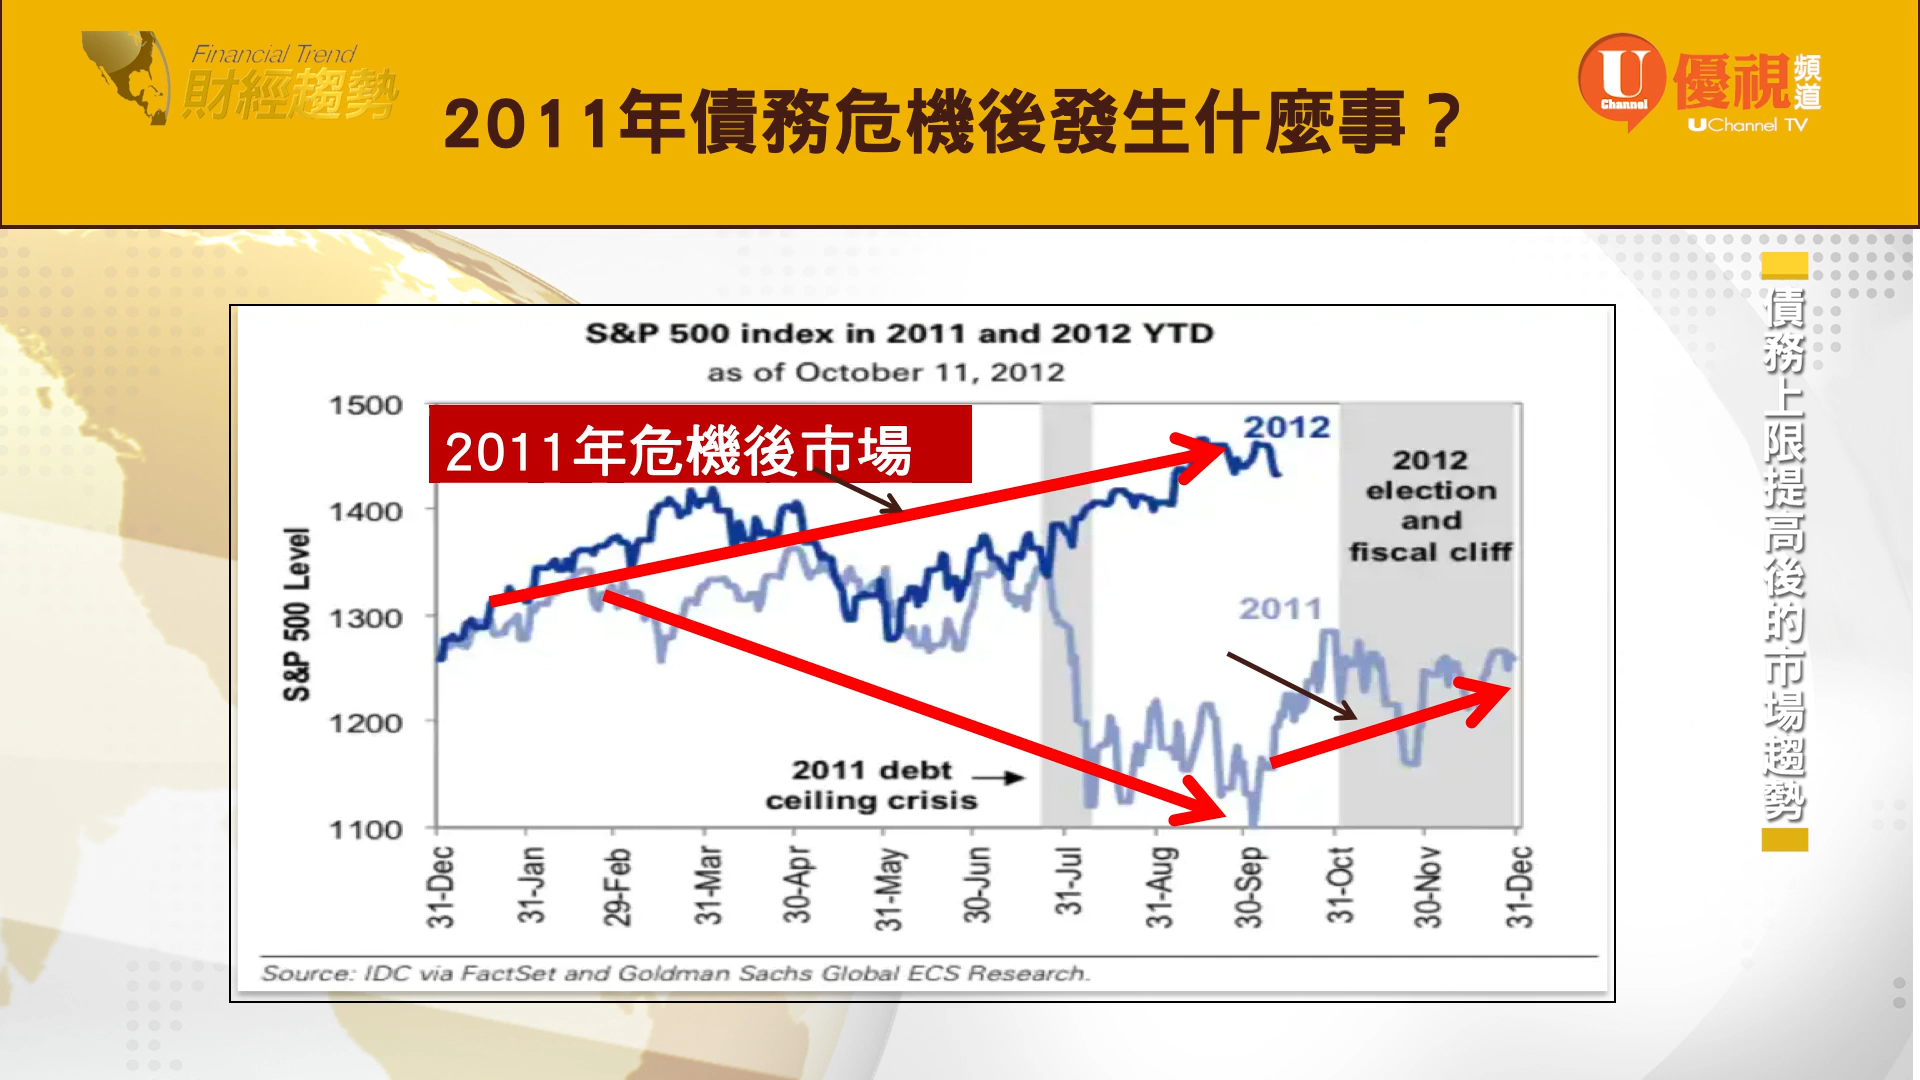 Financial Trend
財經趨勢
2011年債務危機後發生什麼事？
U
Channel
優視
頻道
UChannel TV
S&P 500 index in 2011 and 2012 YTD
as of October 11, 2012
2011年危機後市場
1500
1400
1300
1200
1100
S&P 500 Level
2012
2012
election
and
fiscal cliff
2011
2011 debt
ceiling crisis
31-Dec
31-Jan
29-Feb
31-Mar
30-Apr
31-May
30-Jun
31-Jul
31-Aug
30-Sep
31-Oct
30-Nov
31-Dec
Source: IDC via FactSet and Goldman Sachs Global ECS Research.
債務上限提高後的市場趨勢